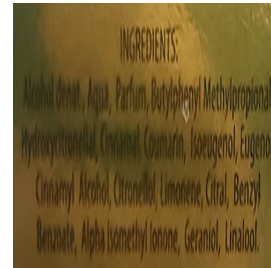 INGREDIENTS:
Alcohol denat., Aqua, Parfum, Butylphenyl Methylpropional
Hydroxycitronellal, Cinnamal, Coumarin, Isoeugenol, Eugeno
Cinnamyl Alcohol, Citronellol, Limonene, Citral, Benzyl
Benzoate, Alpha Isomethyl Ionone, Geraniol, Linalool.